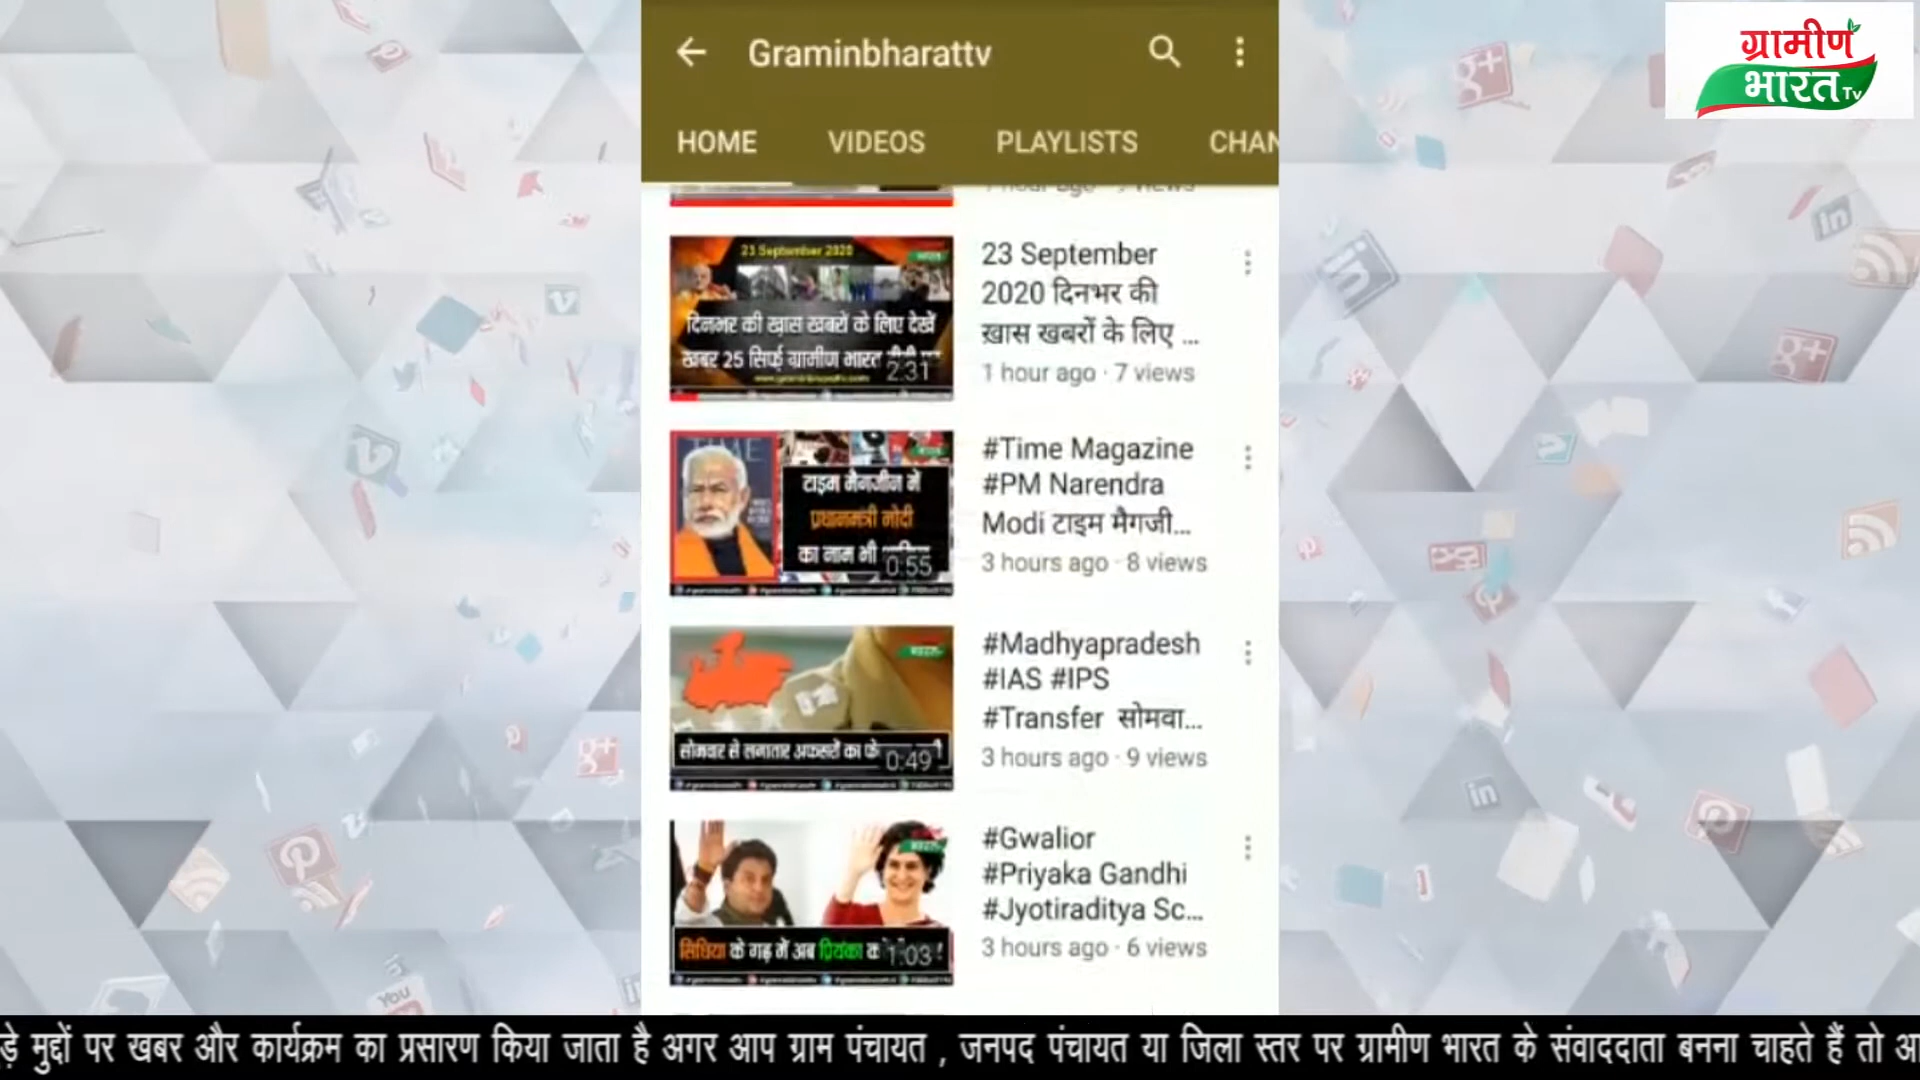 Graminbharattv
ग्रामीण
भारत Tv
HOME VIDEOS PLAYLISTS CHAN
23 September 2020
दिनभर की ख़ास खबरों के लिए देखें
खबर 25 सिर्फ ग्रामीण भारत
2:31
23 September
2020 दिनभर की
ख़ास खबरों के लिए ...
1 hour ago · 7 views
टाइम मैगजीन में
प्रधानमंत्री मोदी
का नाम भी
0:55
#Time Magazine
#PM Narendra
Modi टाइम मैगजी...
3 hours ago · 8 views
सोमवार से लगातार अफसरों का
0:49
#Madhyapradesh
#IAS #IPS
#Transfer सोमवा...
3 hours ago · 9 views
सिंधिया के गढ़ में अब प्रियंका
1:03
#Gwalior
#Priyaka Gandhi
#Jyotiraditya Sc...
3 hours ago · 6 views
ड़े मुद्दों पर खबर और कार्यक्रम का प्रसारण किया जाता है अगर आप ग्राम पंचायत , जनपद पंचायत या जिला स्तर पर ग्रामीण भारत के संवाददाता बनना चाहते हैं तो आ